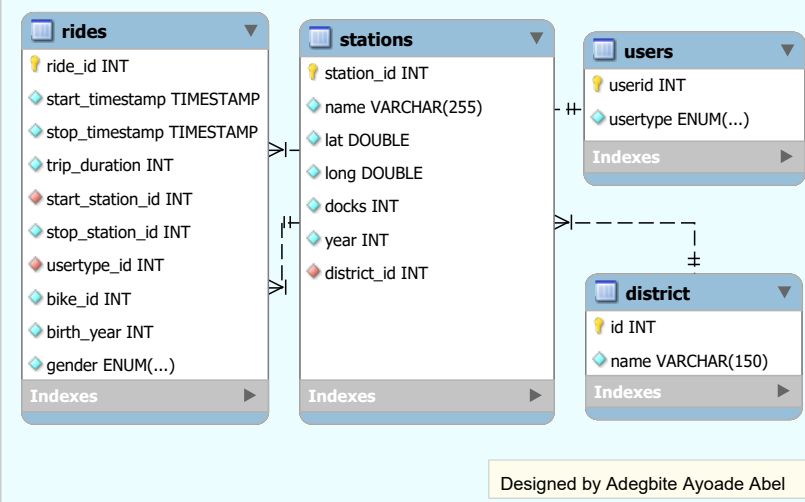 rides
ride_id INT
start_timestamp TIMESTAMP
stop_timestamp TIMESTAMP
trip_duration INT
start_station_id INT
stop_station_id INT
usertype_id INT
bike_id INT
birth_year INT
gender ENUM(...)
Indexes
stations
station_id INT
name VARCHAR(255)
lat DOUBLE
long DOUBLE
docks INT
year INT
district_id INT
Indexes
users
userid INT
usertype ENUM(...)
Indexes
district
id INT
name VARCHAR(150)
Indexes
Designed by Adegbite Ayoade Abel